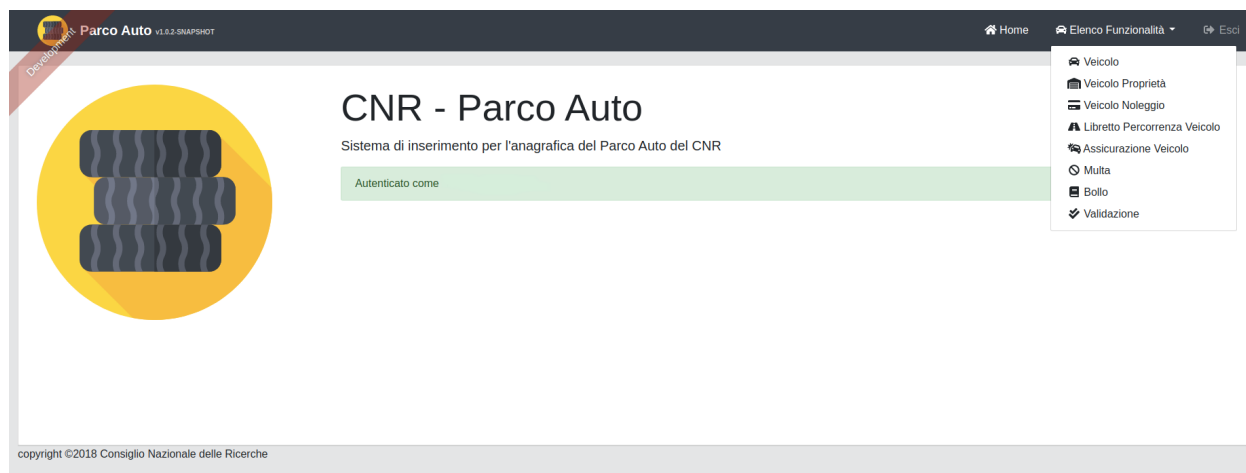 Parco Auto v1.0.2-SNAPSHOT
Home
Elenco Funzionalità
Esci
Development
Veicolo
Veicolo Proprietà
Veicolo Noleggio
Libretto Percorrenza Veicolo
Assicurazione Veicolo
Multa
Bollo
Validazione
CNR - Parco Auto
Sistema di inserimento per l'anagrafica del Parco Auto del CNR
Autenticato come
copyright ©2018 Consiglio Nazionale delle Ricerche